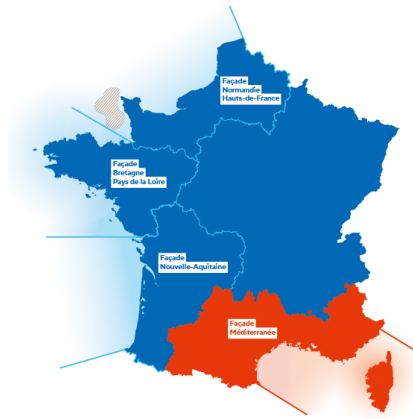 Façade
Normandie
Hauts-de-France
Façade
Bretagne
Pays de la Loire
Façade
Nouvelle-Aquitaine
Façade
Méditerranée